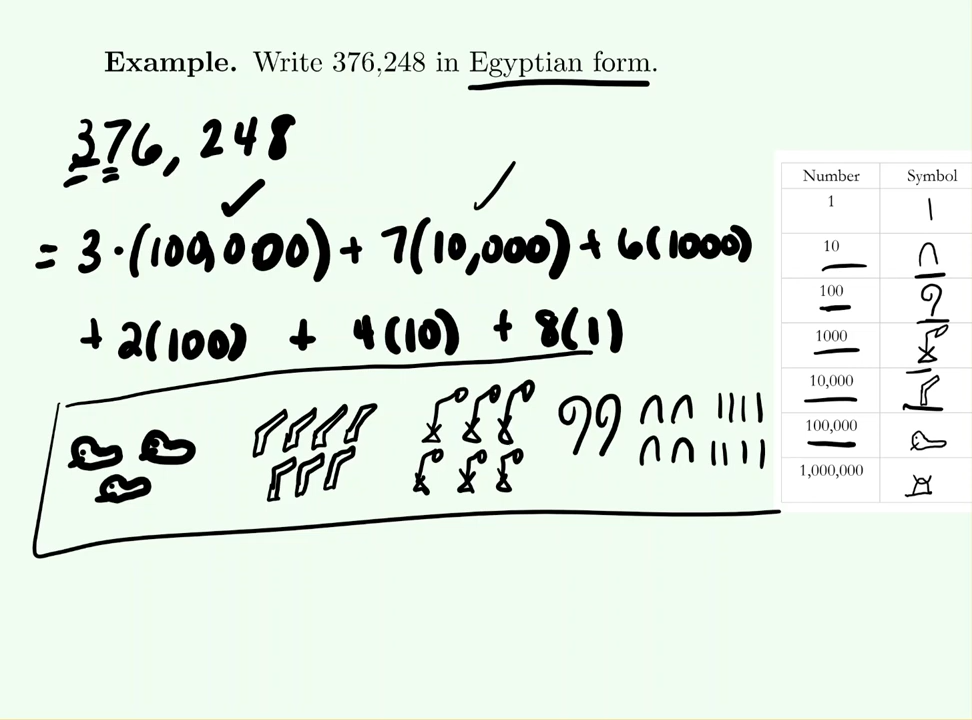 Example. Write 376,248 in Egyptian form.
376, 248
= 3·(100,000) + 7(10,000) + 6(1000)
+ 2(100) + 4(10) + 8(1)
Number Symbol
1
10
100
1000
10,000
100,000
1,000,000